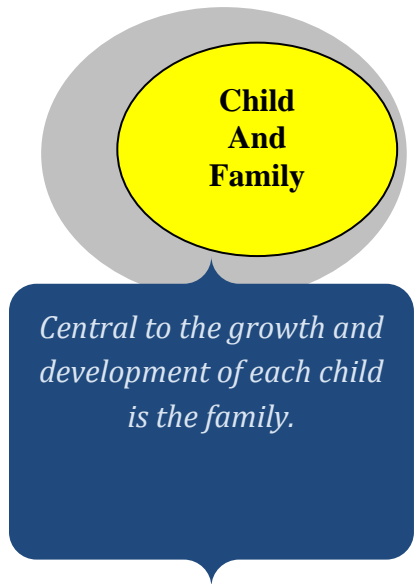 Child
And
Family
Central to the growth and
development of each child
is the family.